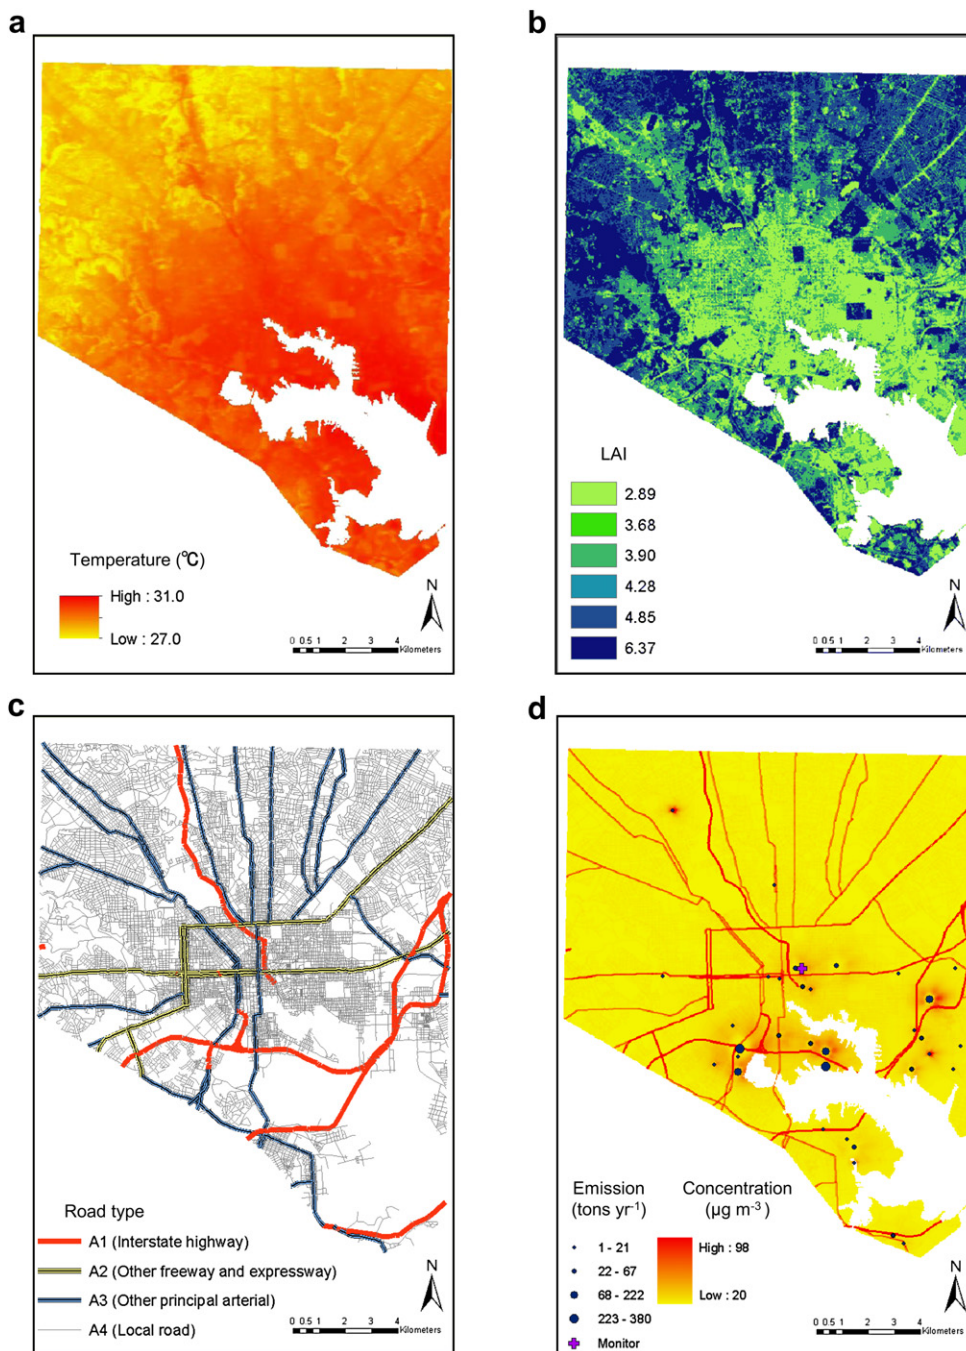 a
b
Temperature (℃)
High : 31.0
Low : 27.0
N
0 0.5 1 2 3 4
Kilometers
LAI
2.89
3.68
3.90
4.28
4.85
6.37
N
0 0.5 1 2 3 4
Kilometers
c
d
Road type
A1 (Interstate highway)
A2 (Other freeway and expressway)
A3 (Other principal arterial)
A4 (Local road)
N
0 0.5 1 2 3 4
Kilometers
Emission
(tons yr⁻¹)
1 - 21
22 - 67
68 - 222
223 - 380
Monitor
Concentration
(μg m⁻³)
High : 98
Low : 20
N
0 0.5 1 2 3 4
Kilometers